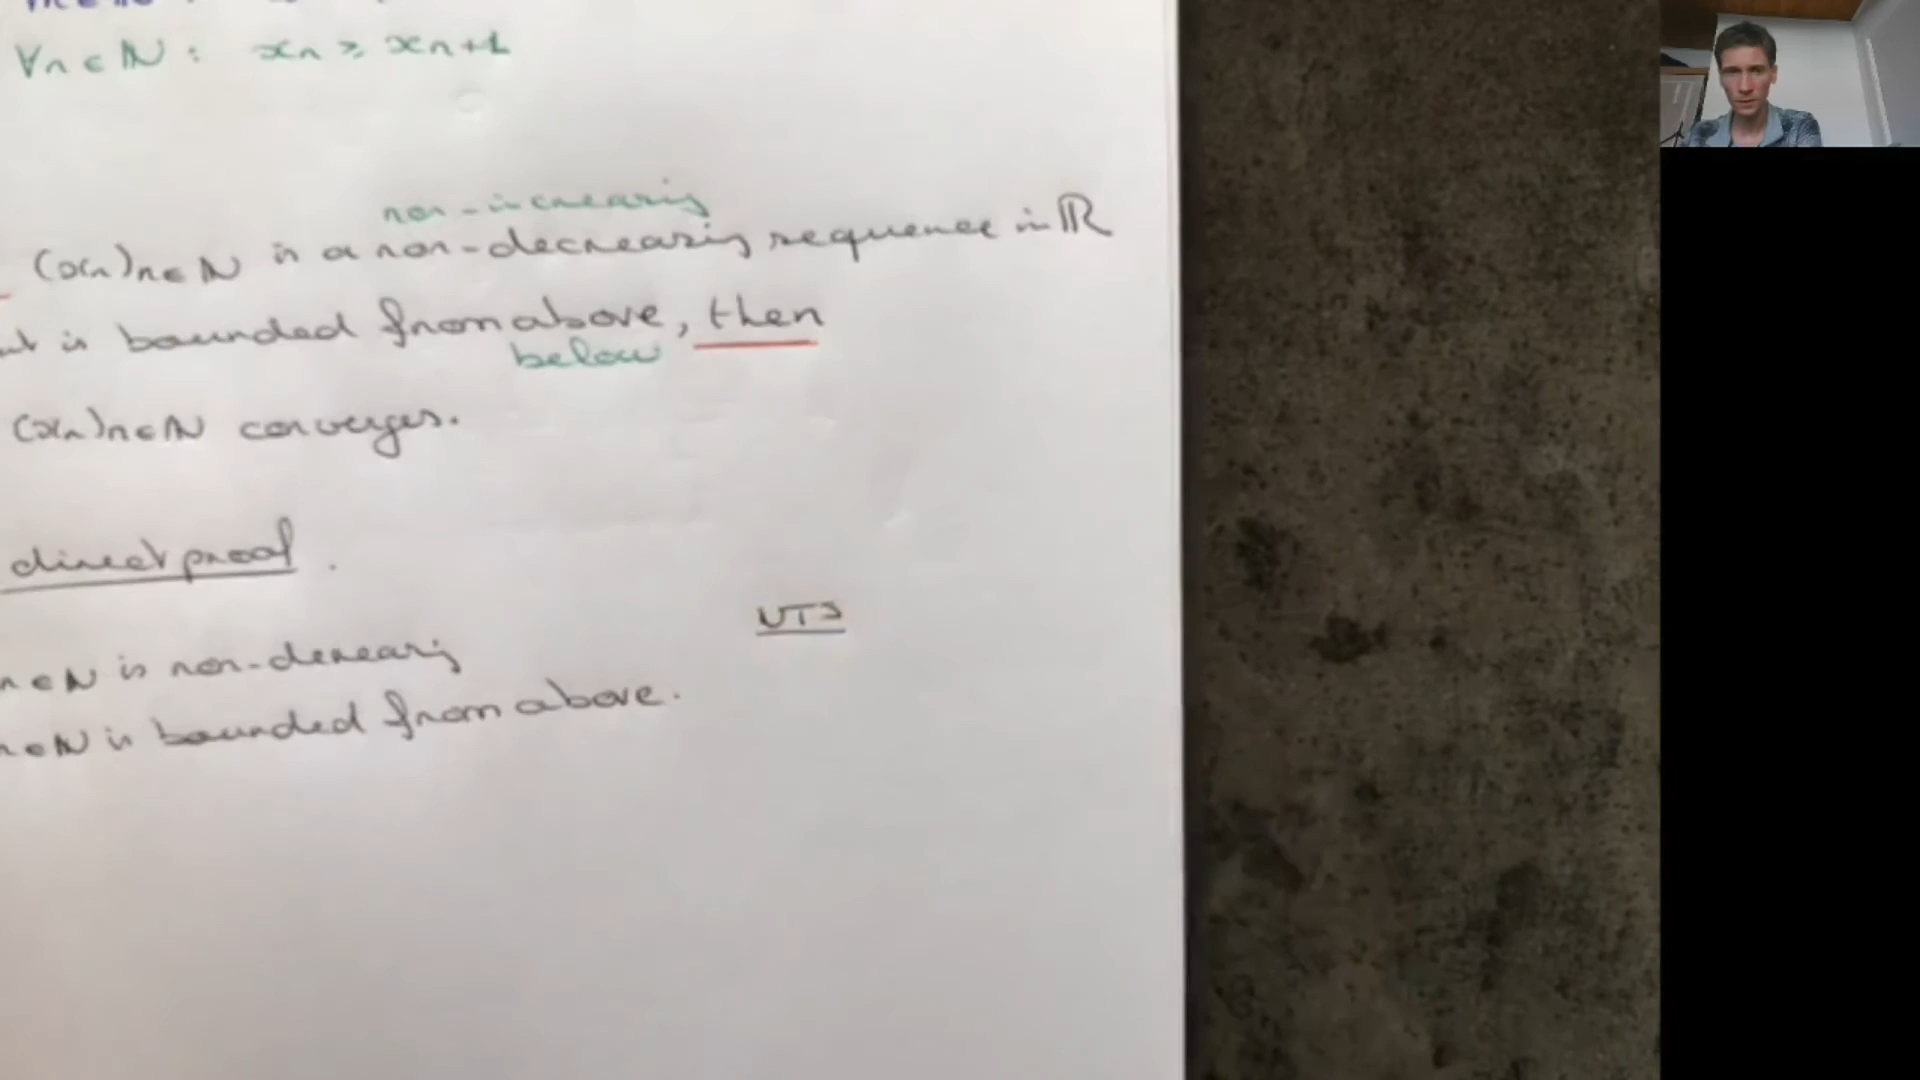 ∀n∈ℕ: xn ≥ xn+1
non-increasing
(xn)n∈ℕ is a non-decreasing sequence in ℝ
is bounded from above, then
below
(xn)n∈ℕ converges.
direct proof.
WTS
n∈ℕ is non-decreasing
n∈ℕ is bounded from above.